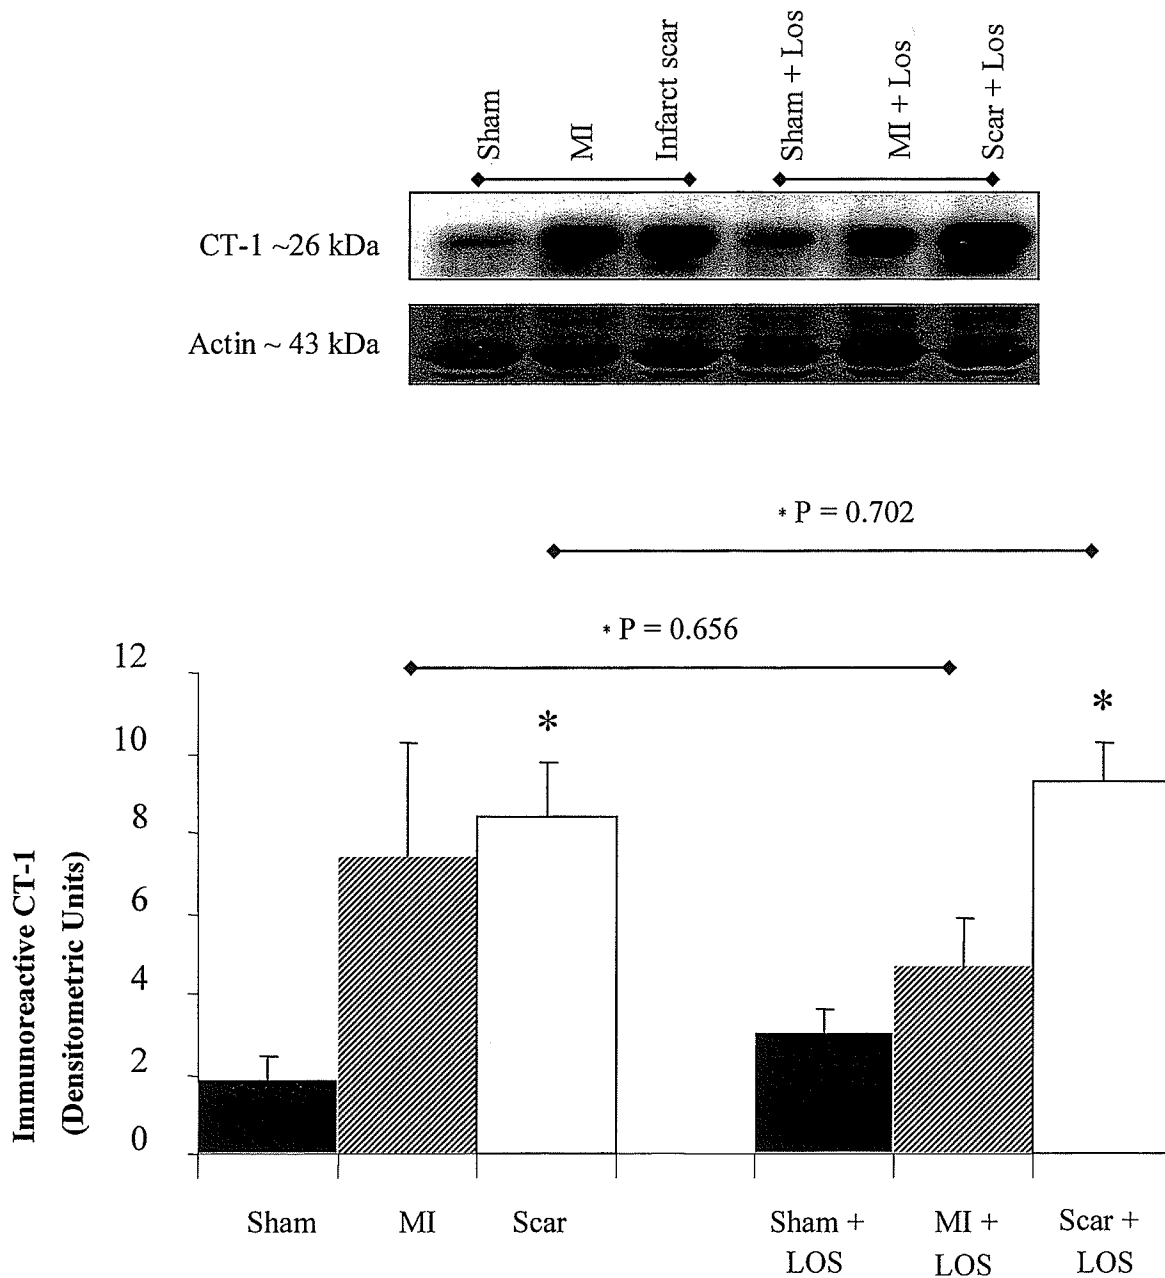 Sham
MI
Infarct scar
Sham + Los
MI + Los
Scar + Los
CT-1 ~26 kDa
Actin ~ 43 kDa
* P = 0.702
* P = 0.656
12
10
8
6
4
2
0
*
*
Immunoreactive CT-1
(Densitometric Units)
Sham
MI
Scar
Sham +
LOS
MI +
LOS
Scar +
LOS